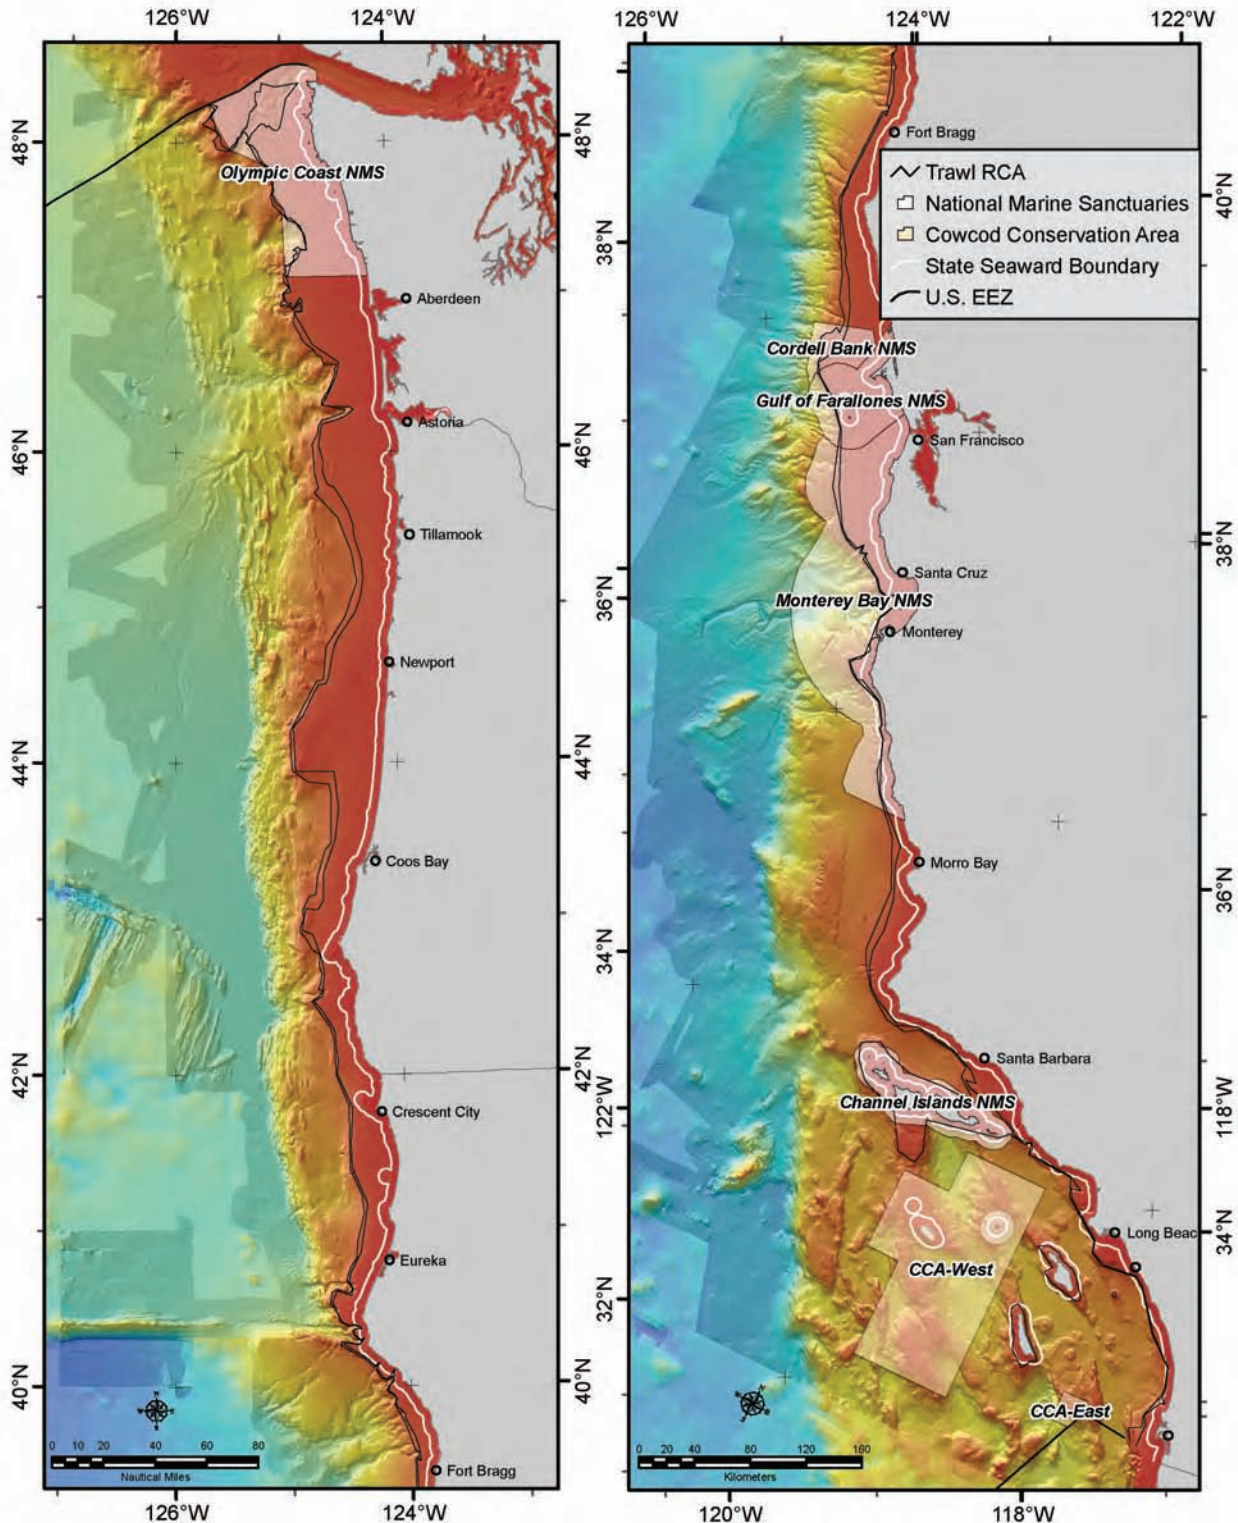 126°W 124°W
126°W 124°W 122°W
48°N
48°N
Olympic Coast NMS
Aberdeen
Astoria
46°N
46°N
Tillamook
Newport
44°N
44°N
Coos Bay
42°N
42°N
Crescent City
Eureka
40°N
40°N
Fort Bragg
0 10 20 40 60 80
Nautical Miles
126°W 124°W
Fort Bragg
Trawl RCA
National Marine Sanctuaries
Cowcod Conservation Area
State Seaward Boundary
U.S. EEZ
40°N
38°N
Cordell Bank NMS
Gulf of Farallones NMS
San Francisco
38°N
Santa Cruz
36°N
Monterey Bay NMS
Monterey
Morro Bay
36°N
34°N
Santa Barbara
Channel Islands NMS
122°W
118°W
Long Beac
34°N
CCA-West
32°N
CCA-East
0 20 40 80 120 160
Kilometers
120°W 118°W